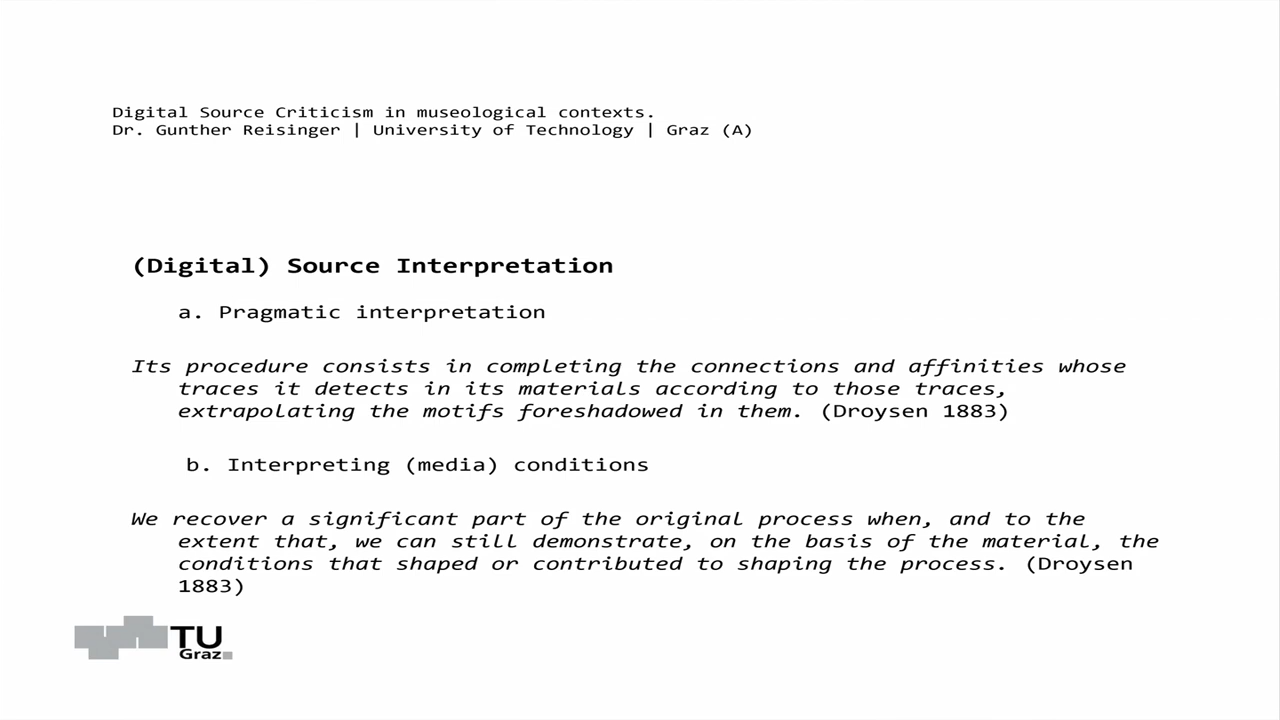 Digital Source Criticism in museological contexts.
Dr. Gunther Reisinger | University of Technology | Graz (A)
(Digital) Source Interpretation
a. Pragmatic interpretation
Its procedure consists in completing the connections and affinities whose
traces it detects in its materials according to those traces,
extrapolating the motifs foreshadowed in them. (Droysen 1883)
b. Interpreting (media) conditions
We recover a significant part of the original process when, and to the
extent that, we can still demonstrate, on the basis of the material, the
conditions that shaped or contributed to shaping the process. (Droysen
1883)
TU
Graz